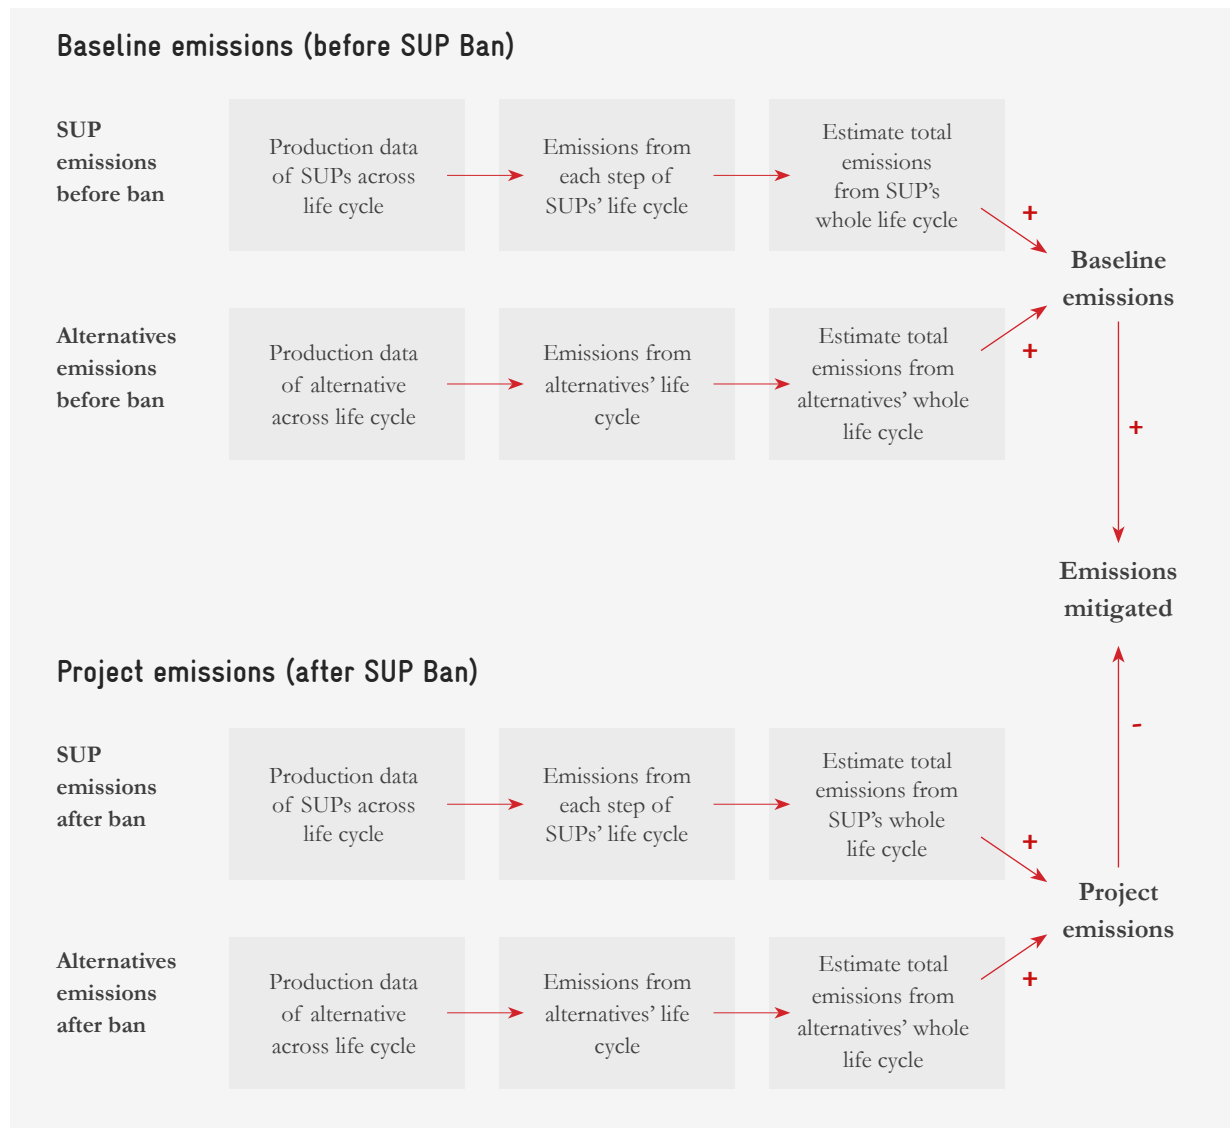 Baseline emissions (before SUP Ban)
SUP
emissions
before ban
Production data
of SUPs across
life cycle
Emissions from
each step of
SUPs’ life cycle
Estimate total
emissions
from SUP’s
whole life cycle
+
Baseline
emissions
Alternatives
emissions
before ban
Production data
of alternative
across life cycle
Emissions from
alternatives’ life
cycle
Estimate total
emissions from
alternatives’ whole
life cycle
+
+
Emissions
mitigated
Project emissions (after SUP Ban)
-
SUP
emissions
after ban
Production data
of SUPs across
life cycle
Emissions from
each step of
SUPs’ life cycle
Estimate total
emissions from
SUP’s whole
life cycle
+
Project
emissions
Alternatives
emissions
after ban
Production data
of alternative
across life cycle
Emissions from
alternatives’ life
cycle
Estimate total
emissions from
alternatives’ whole
life cycle
+